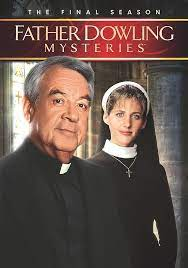 THE FINAL SEASON
FATHER DOWLING
MYSTERIES